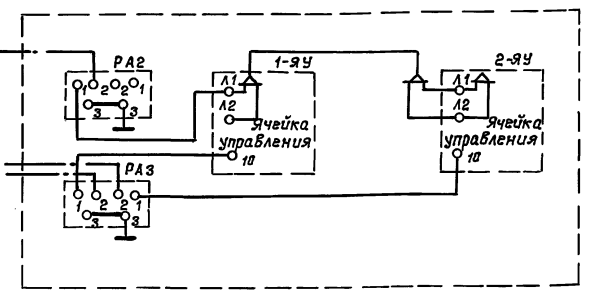 РА2
1-ЯУ
2-ЯУ
1 2 2 1
3 3
Л1
Л2
Ячейка
управления
10
Л1
Л2
Ячейка
управления
10
РА3
1 2 2 1
3 3